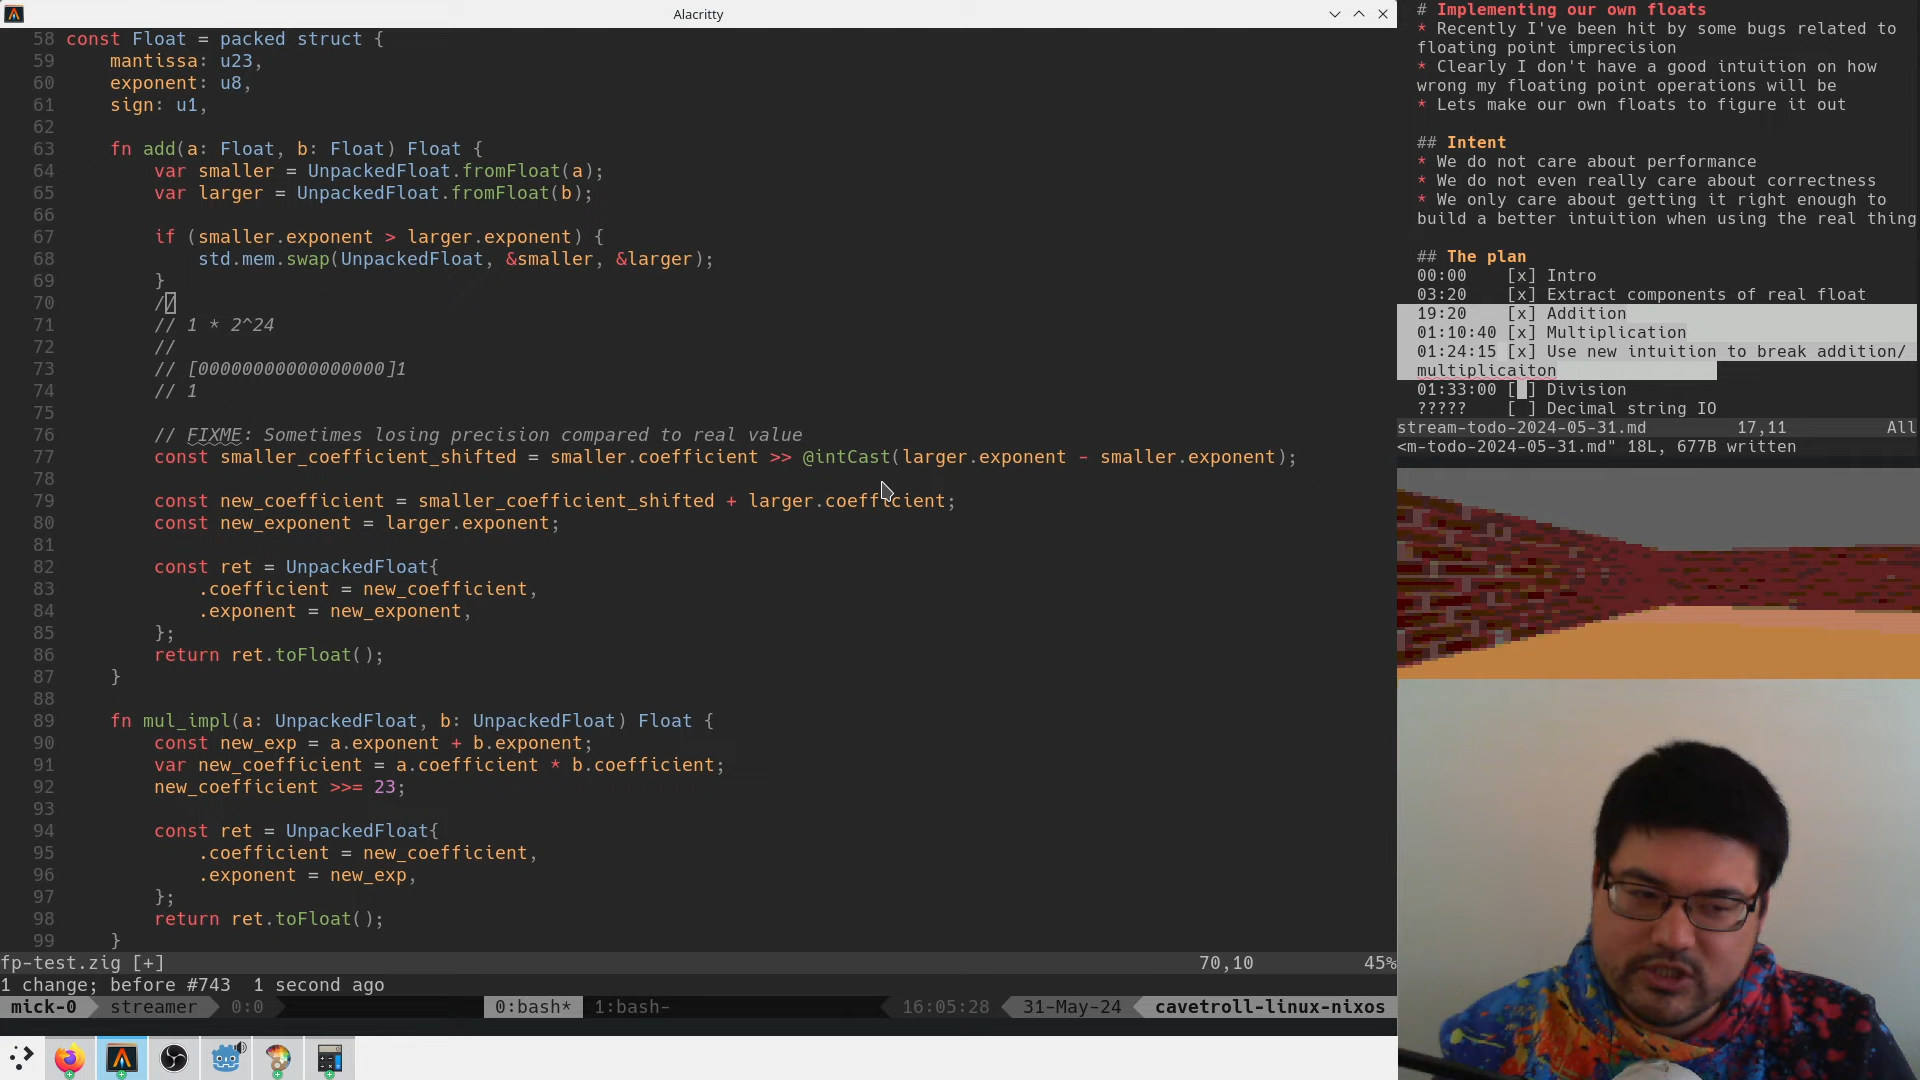 Alacritty
58 const Float = packed struct {
59     mantissa: u23,
60     exponent: u8,
61     sign: u1,
62
63     fn add(a: Float, b: Float) Float {
64         var smaller = UnpackedFloat.fromFloat(a);
65         var larger = UnpackedFloat.fromFloat(b);
66
67         if (smaller.exponent > larger.exponent) {
68             std.mem.swap(UnpackedFloat, &smaller, &larger);
69         }
70         //
71         // 1 * 2^24
72         //
73         // [00000000000000000]1
74         // 1
75
76         // FIXME: Sometimes losing precision compared to real value
77         const smaller_coefficient_shifted = smaller.coefficient >> @intCast(larger.exponent - smaller.exponent);
78
79         const new_coefficient = smaller_coefficient_shifted + larger.coefficient;
80         const new_exponent = larger.exponent;
81
82         const ret = UnpackedFloat{
83             .coefficient = new_coefficient,
84             .exponent = new_exponent,
85         };
86         return ret.toFloat();
87     }
88
89     fn mul_impl(a: UnpackedFloat, b: UnpackedFloat) Float {
90         const new_exp = a.exponent + b.exponent;
91         var new_coefficient = a.coefficient * b.coefficient;
92         new_coefficient >>= 23;
93
94         const ret = UnpackedFloat{
95             .coefficient = new_coefficient,
96             .exponent = new_exp,
97         };
98         return ret.toFloat();
99     }
fp-test.zig [+] 70,10 45%
1 change; before #743 1 second ago
mick-0 streamer 0:0 0:bash* 1:bash- 16:05:28 31-May-24 cavetroll-linux-nixos
# Implementing our own floats
* Recently I've been hit by some bugs related to
floating point imprecision
* Clearly I don't have a good intuition on how
wrong my floating point operations will be
* Lets make our own floats to figure it out
## Intent
* We do not care about performance
* We do not even really care about correctness
* We only care about getting it right enough to
build a better intuition when using the real thing
## The plan
00:00 [x] Intro
03:20 [x] Extract components of real float
19:20 [x] Addition
01:10:40 [x] Multiplication
01:24:15 [x] Use new intuition to break addition/
multiplicaiton
01:33:00 [ ] Division
????? [ ] Decimal string IO
stream-todo-2024-05-31.md 17,11 All
<m-todo-2024-05-31.md" 18L, 677B written